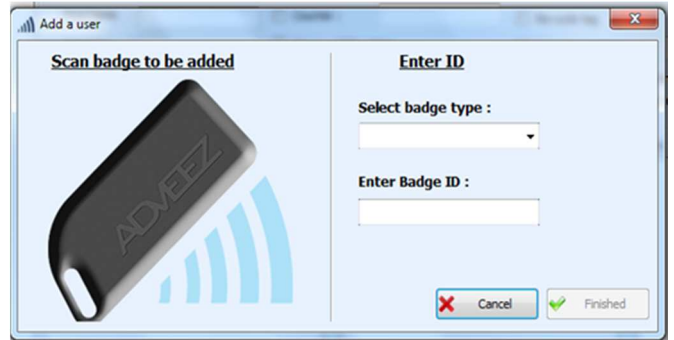 Add a user
Scan badge to be added
ADVEEZ
Enter ID
Select badge type :
Enter Badge ID :
Cancel
Finished